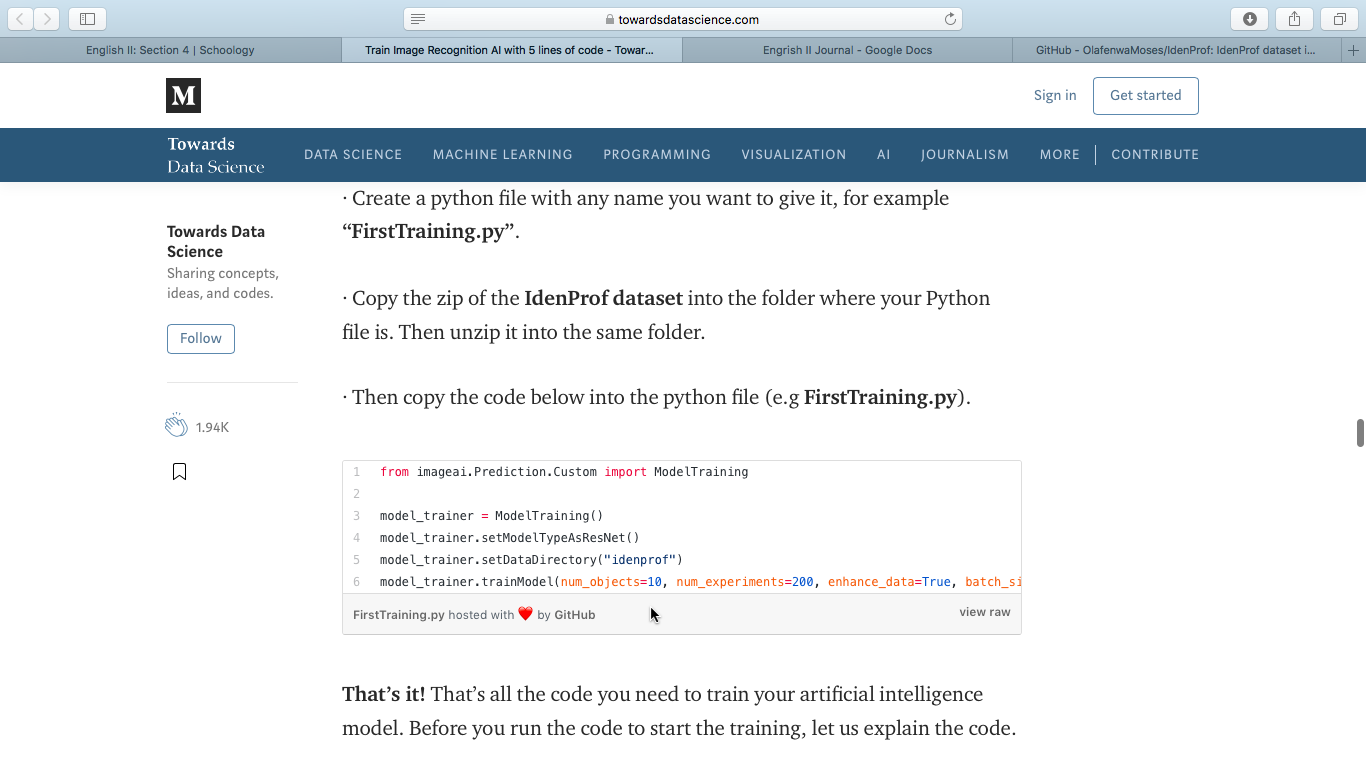 towardsdatascience.com
English II: Section 4 | Schoology
Train Image Recognition AI with 5 lines of code - Towar...
Engrish II Journal - Google Docs
GitHub - OlafenwaMoses/IdenProf: IdenProf dataset i...
M
Sign in
Get started
Towards
Data Science
DATA SCIENCE
MACHINE LEARNING
PROGRAMMING
VISUALIZATION
AI
JOURNALISM
MORE
CONTRIBUTE
Towards Data
Science
Sharing concepts,
ideas, and codes.
Follow
1.94K
· Create a python file with any name you want to give it, for example
“FirstTraining.py”.
· Copy the zip of the IdenProf dataset into the folder where your Python
file is. Then unzip it into the same folder.
· Then copy the code below into the python file (e.g FirstTraining.py).
1 from imageai.Prediction.Custom import ModelTraining
2
3 model_trainer = ModelTraining()
4 model_trainer.setModelTypeAsResNet()
5 model_trainer.setDataDirectory("idenprof")
6 model_trainer.trainModel(num_objects=10, num_experiments=200, enhance_data=True, batch_si
FirstTraining.py hosted with ❤ by GitHub
view raw
That’s it! That’s all the code you need to train your artificial intelligence
model. Before you run the code to start the training, let us explain the code.